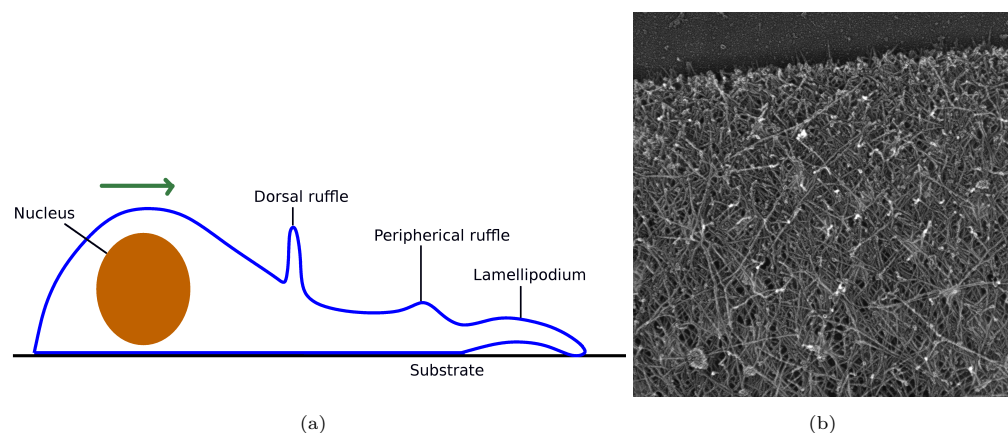 Dorsal ruffle
Nucleus
Peripherical ruffle
Lamellipodium
Substrate
(a)
(b)